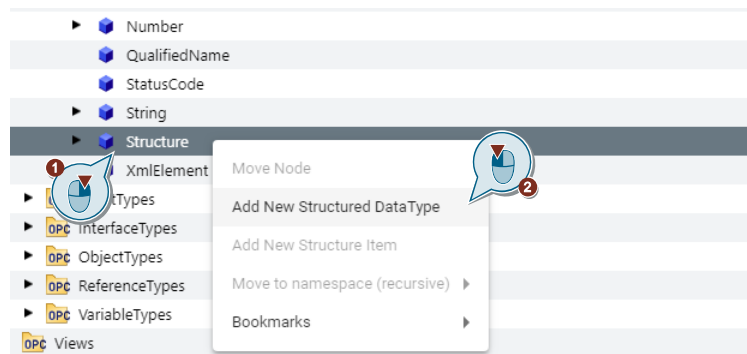 Number
QualifiedName
StatusCode
String
Structure
XmlElement
1
Move Node
2
tTypes
Add New Structured DataType
OPC InterfaceTypes
Add New Structure Item
OPC ObjectTypes
OPC ReferenceTypes
Move to namespace (recursive)
OPC VariableTypes
Bookmarks
OPC Views